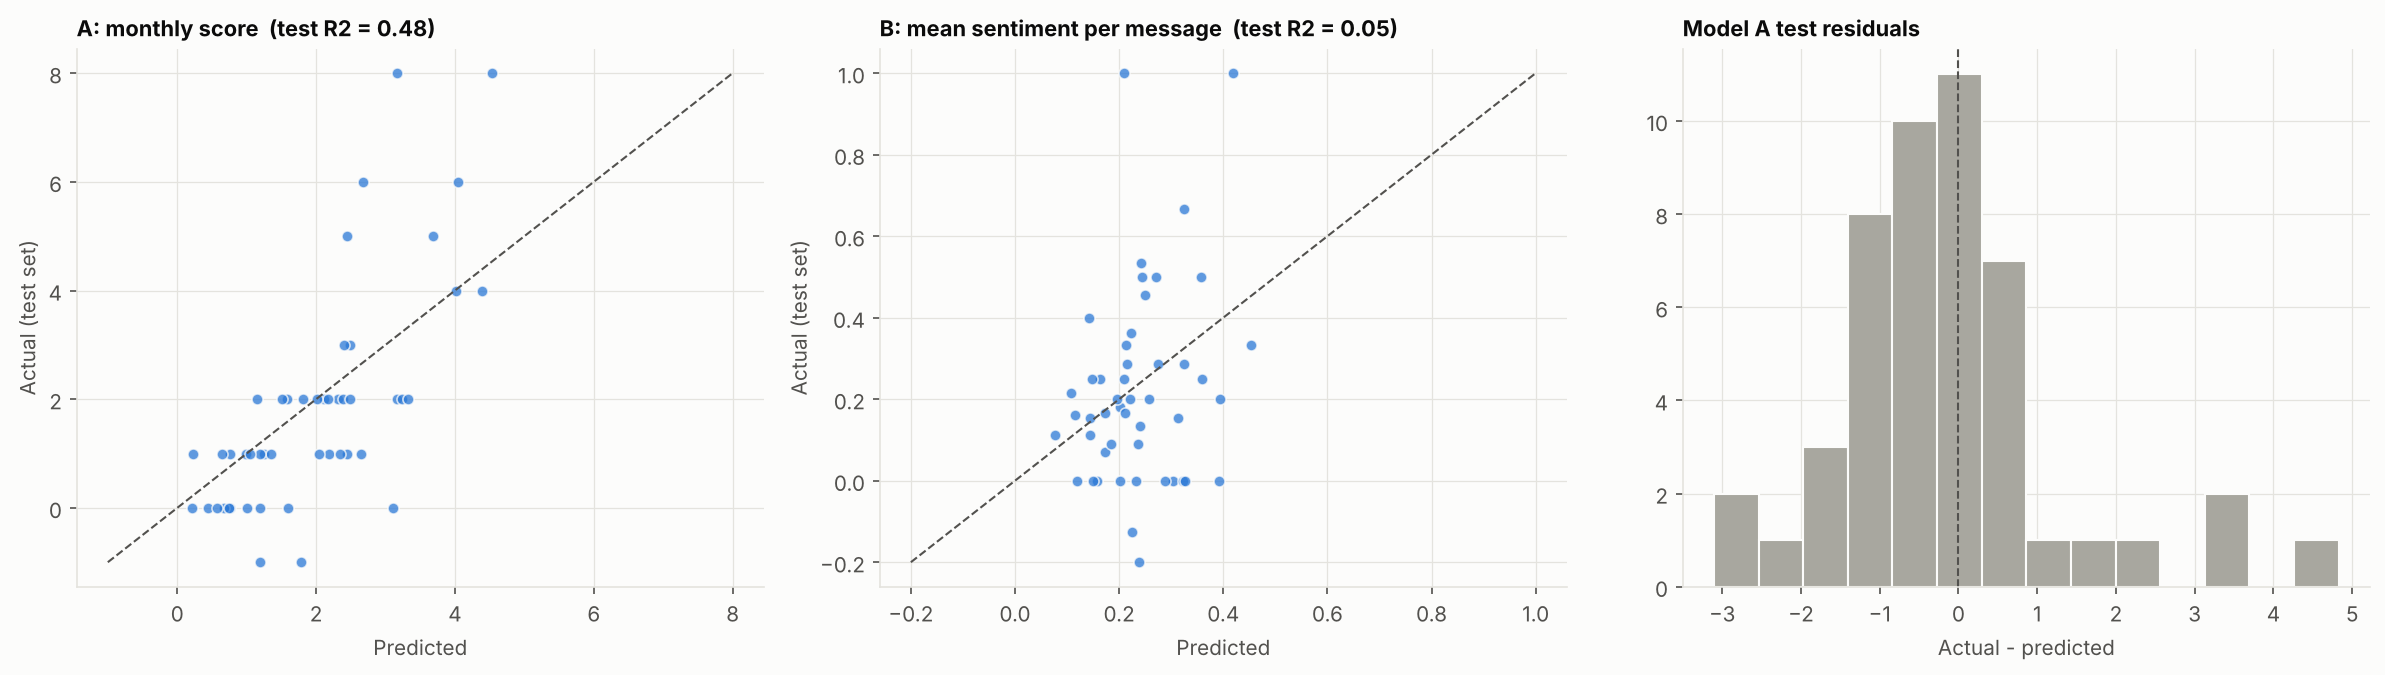 A: monthly score  (test R2 = 0.48)
Actual (test set)
8
6
4
2
0
0 2 4 6 8
Predicted
B: mean sentiment per message  (test R2 = 0.05)
Actual (test set)
1.0
0.8
0.6
0.4
0.2
0.0
−0.2
−0.2 0.0 0.2 0.4 0.6 0.8 1.0
Predicted
Model A test residuals
10
8
6
4
2
0
−3 −2 −1 0 1 2 3 4 5
Actual - predicted